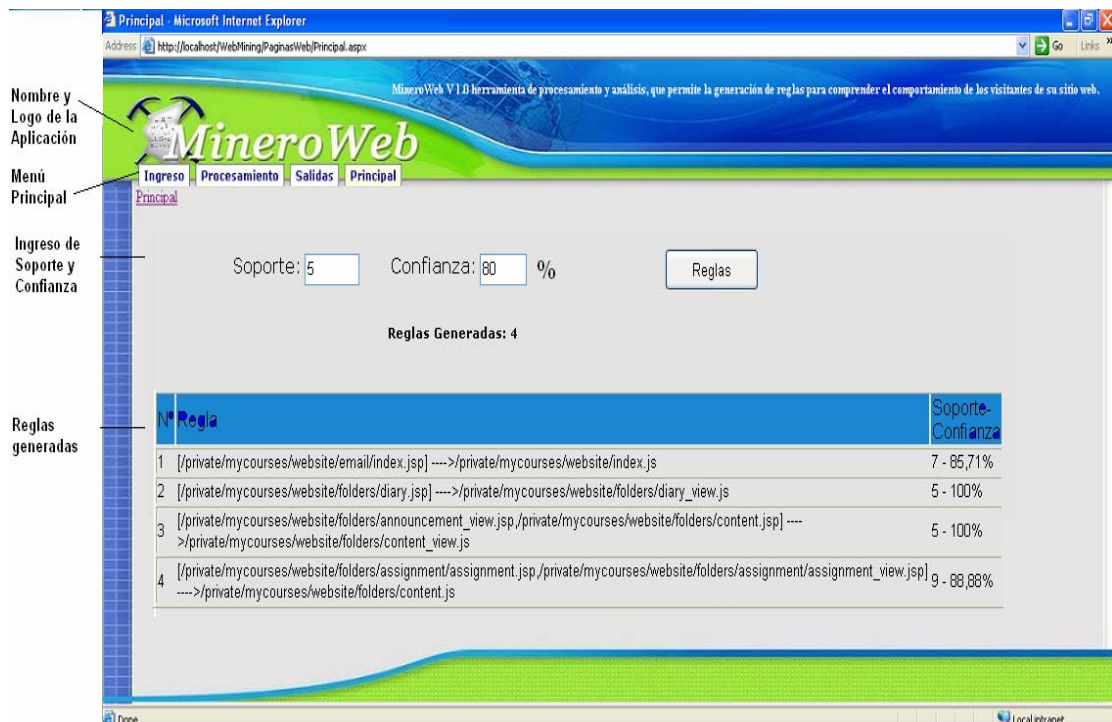 Principal - Microsoft Internet Explorer
Address http://localhost/WebMining/PaginasWeb/Principal.aspx Go Links »
MineroWeb V1.0 herramienta de procesamiento y análisis, que permite la generación de reglas para comprender el comportamiento de los visitantes de su sitio web.
Nombre y
Logo de la
Aplicación
MineroWeb
Menú
Principal
Ingreso Procesamiento Salidas Principal
Principal
Ingreso de
Soporte y
Confianza
Soporte: 5 Confianza: 80 % Reglas
Reglas Generadas: 4
Reglas
generadas
Nº Regla Soporte-
Confianza
1 [/private/mycourses/website/email/index.jsp] ---->/private/mycourses/website/index.js 7 - 85,71%
2 [/private/mycourses/website/folders/diary.jsp] ---->/private/mycourses/website/folders/diary_view.js 5 - 100%
3 [/private/mycourses/website/folders/announcement_view.jsp,/private/mycourses/website/folders/content.jsp] ----
>/private/mycourses/website/folders/content_view.js 5 - 100%
4 [/private/mycourses/website/folders/assignment/assignment.jsp,/private/mycourses/website/folders/assignment/assignment_view.jsp]
---->/private/mycourses/website/folders/content.js 9 - 88,88%
Done Local intranet